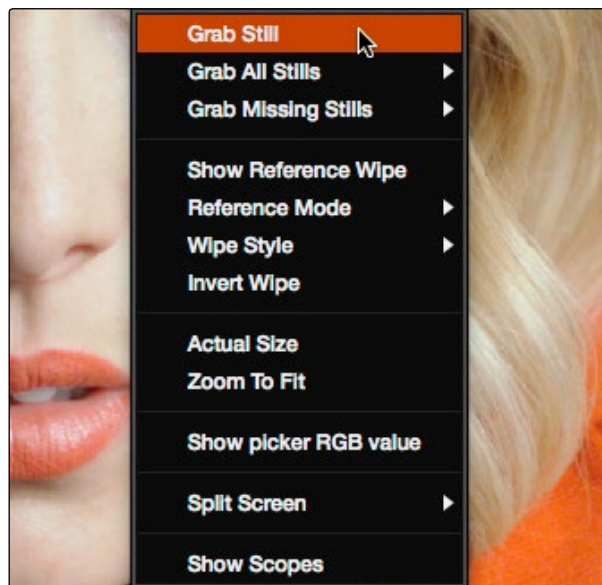 Grab Still
Grab All Stills
Grab Missing Stills
Show Reference Wipe
Reference Mode
Wipe Style
Invert Wipe
Actual Size
Zoom To Fit
Show picker RGB value
Split Screen
Show Scopes